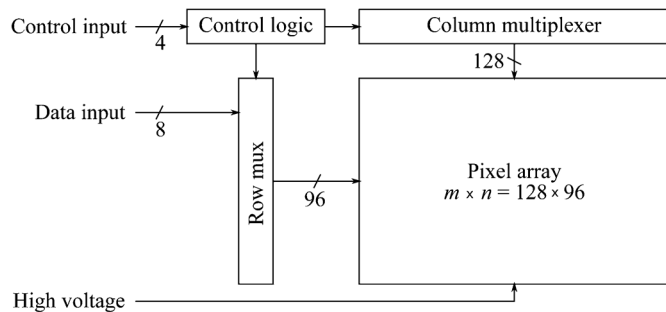 Control input
4
Control logic
Column multiplexer
128
Data input
8
Row mux
96
Pixel array
m × n = 128 × 96
High voltage